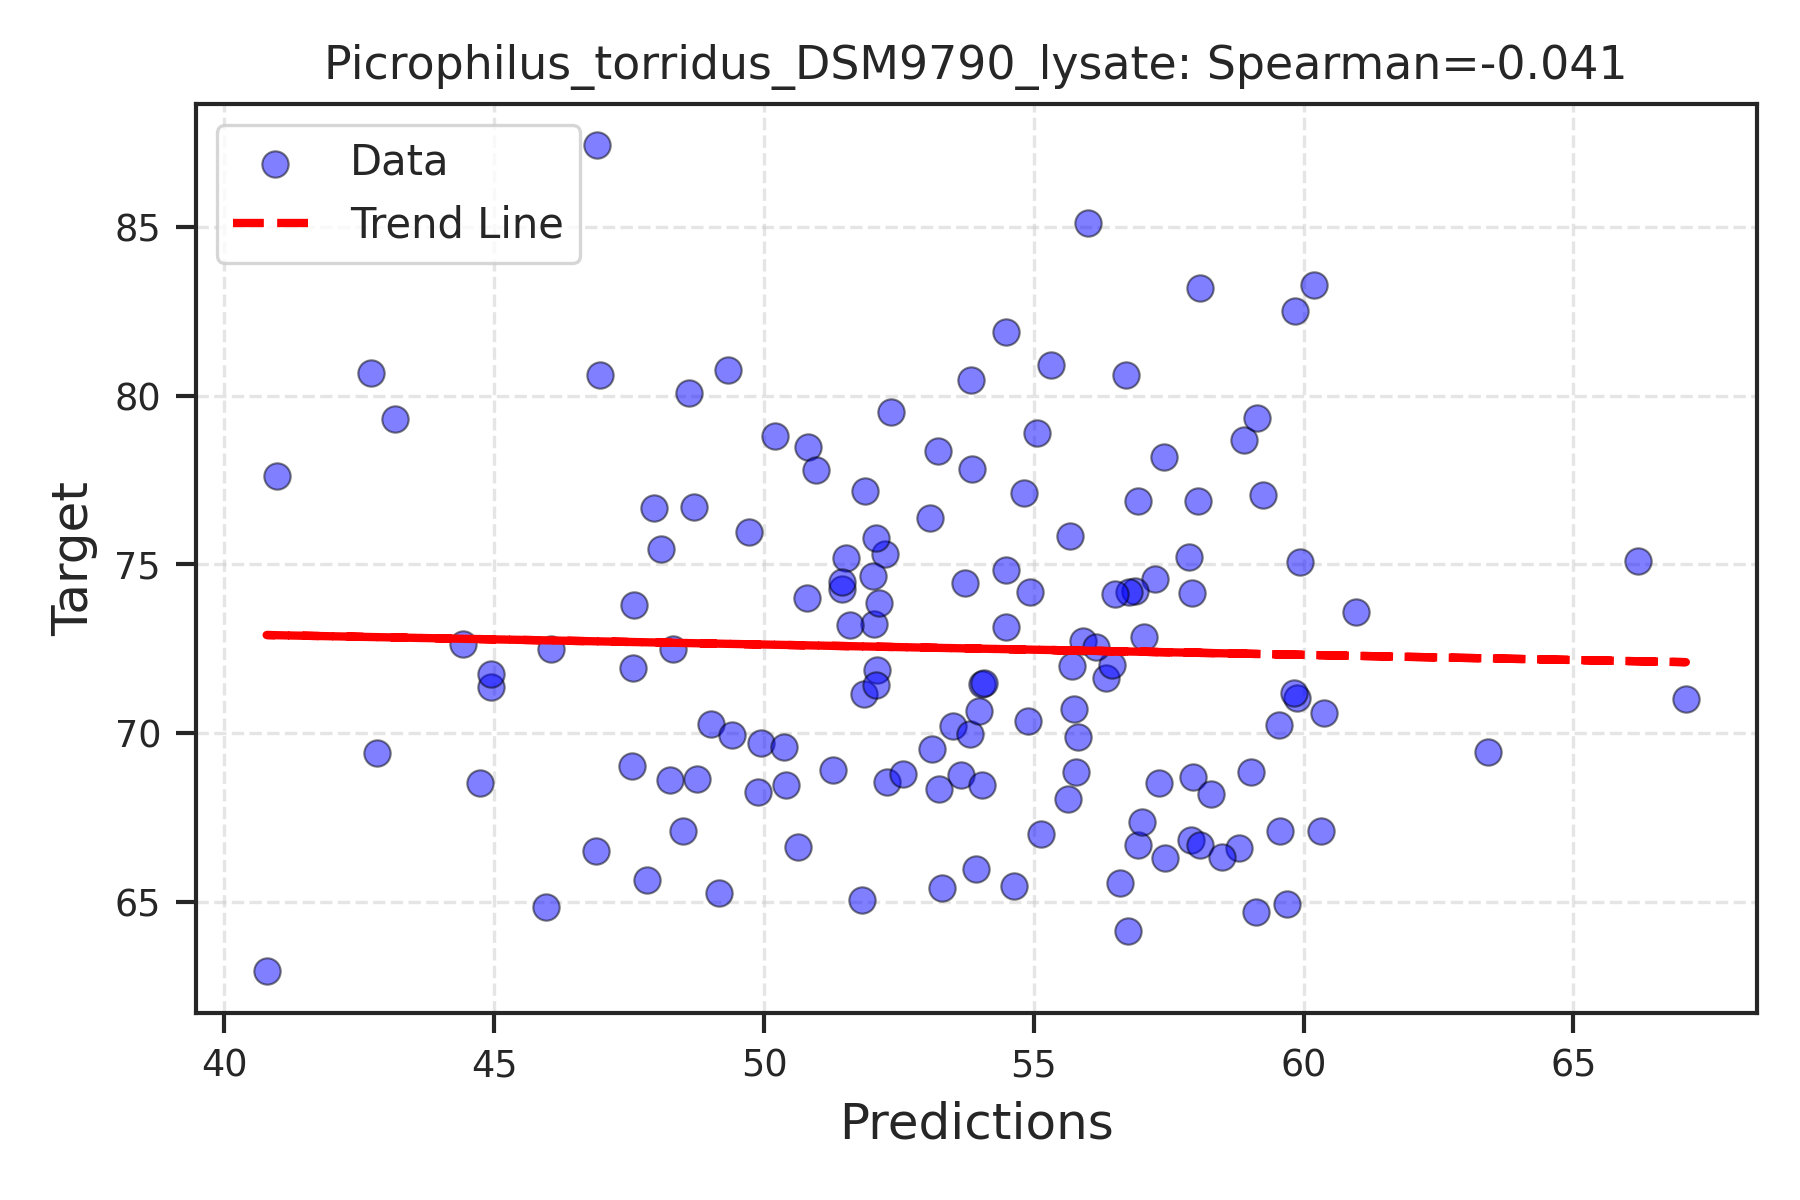 Picrophilus_torridus_DSM9790_lysate: Spearman=-0.041
Data
Trend Line
85
80
75
70
65
Target
40
45
50
55
60
65
Predictions